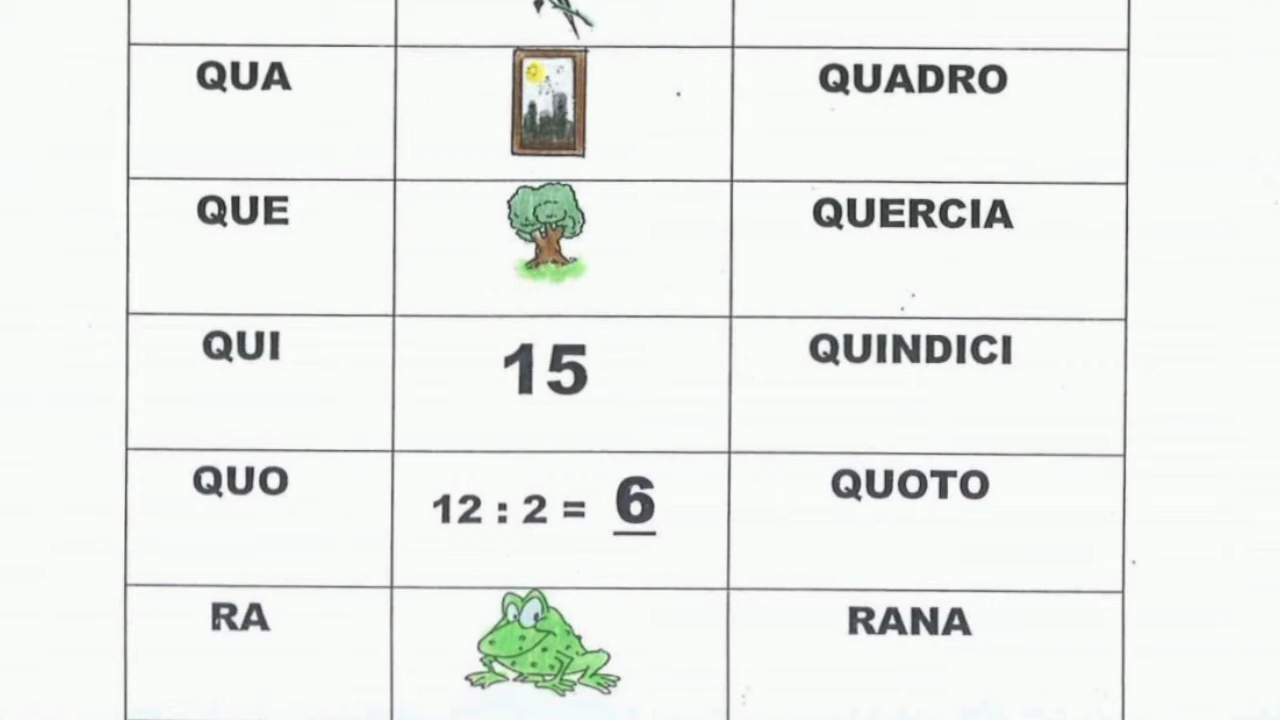 QUA QUADRO
QUE QUERCIA
QUI 15 QUINDICI
QUO 12 : 2 = 6 QUOTO
RA RANA